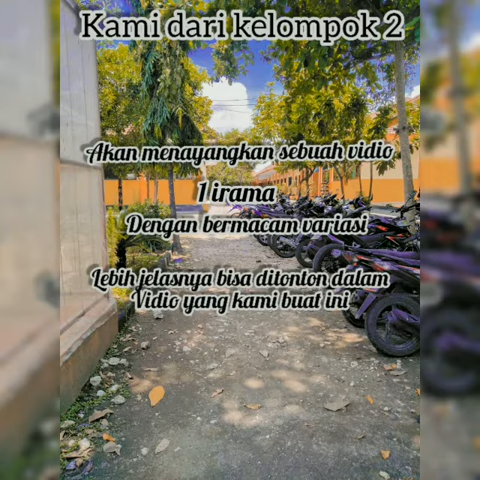 Kami dari kelompok 2
Akan menayangkan sebuah vidio
1 irama
Dengan bermacam variasi
Lebih jelasnya bisa ditonton dalam
Vidio yang kami buat ini